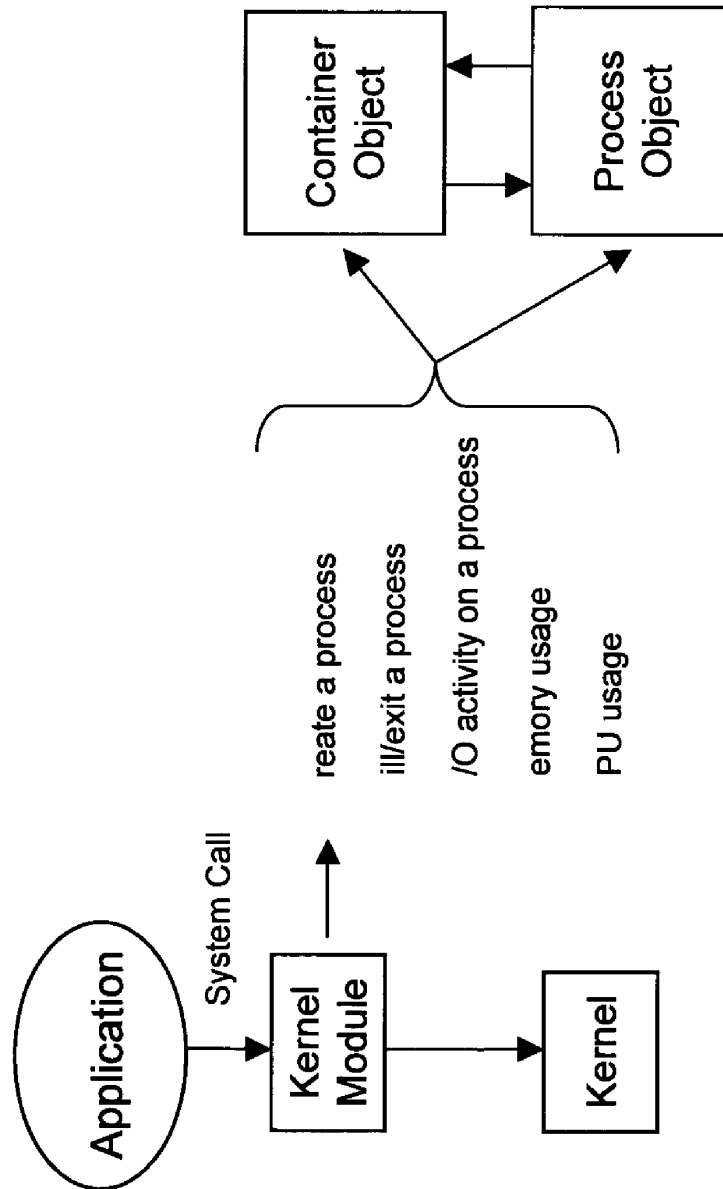 Application
System Call
Kernel
Module
Kernel
reate a process
ill/exit a process
/O activity on a process
emory usage
PU usage
Container
Object
Process
Object